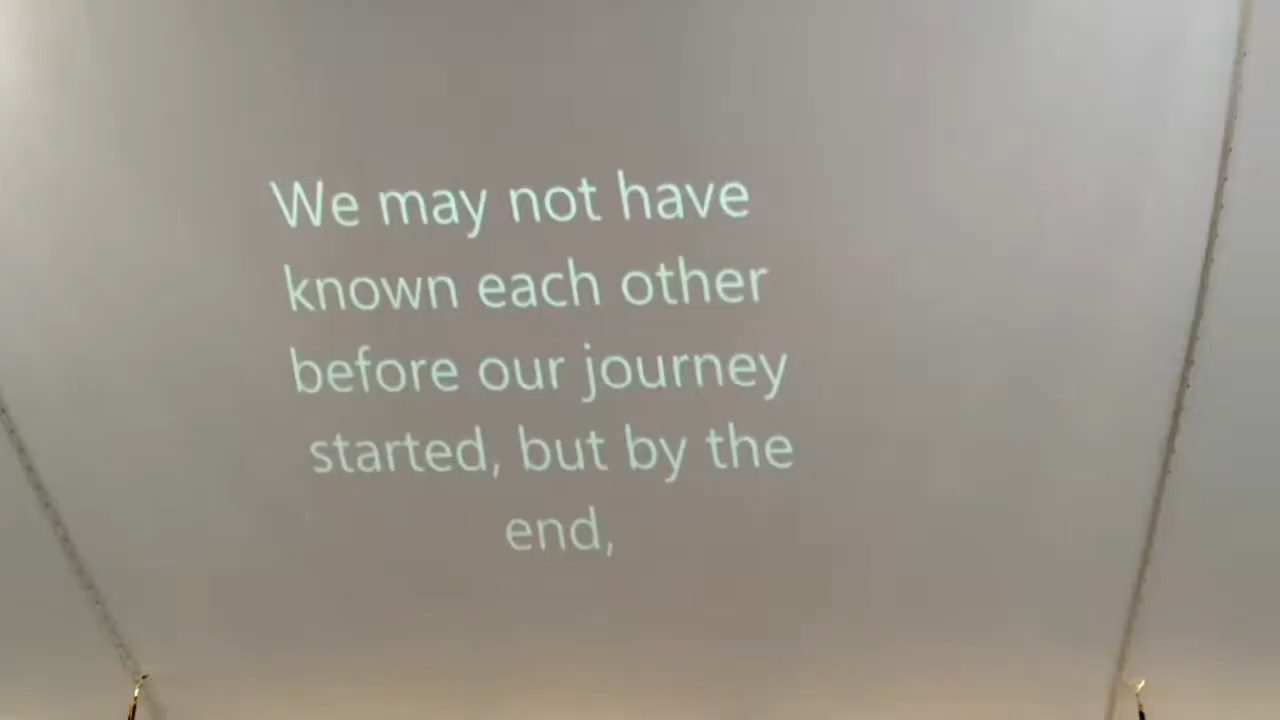 We may not have
known each other
before our journey
started, but by the
end,